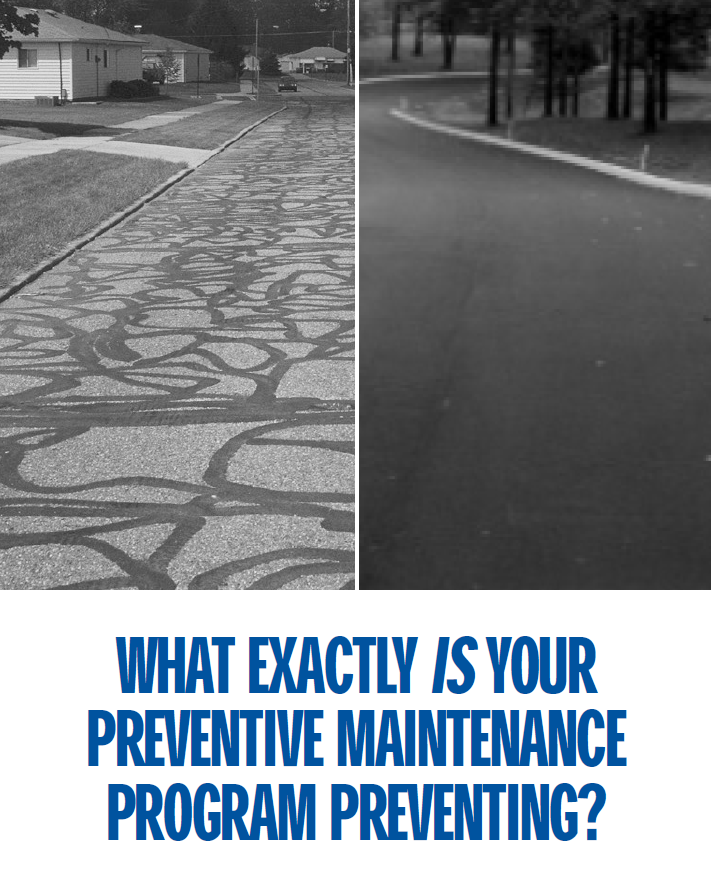 WHAT EXACTLY IS YOUR
PREVENTIVE MAINTENANCE
PROGRAM PREVENTING?